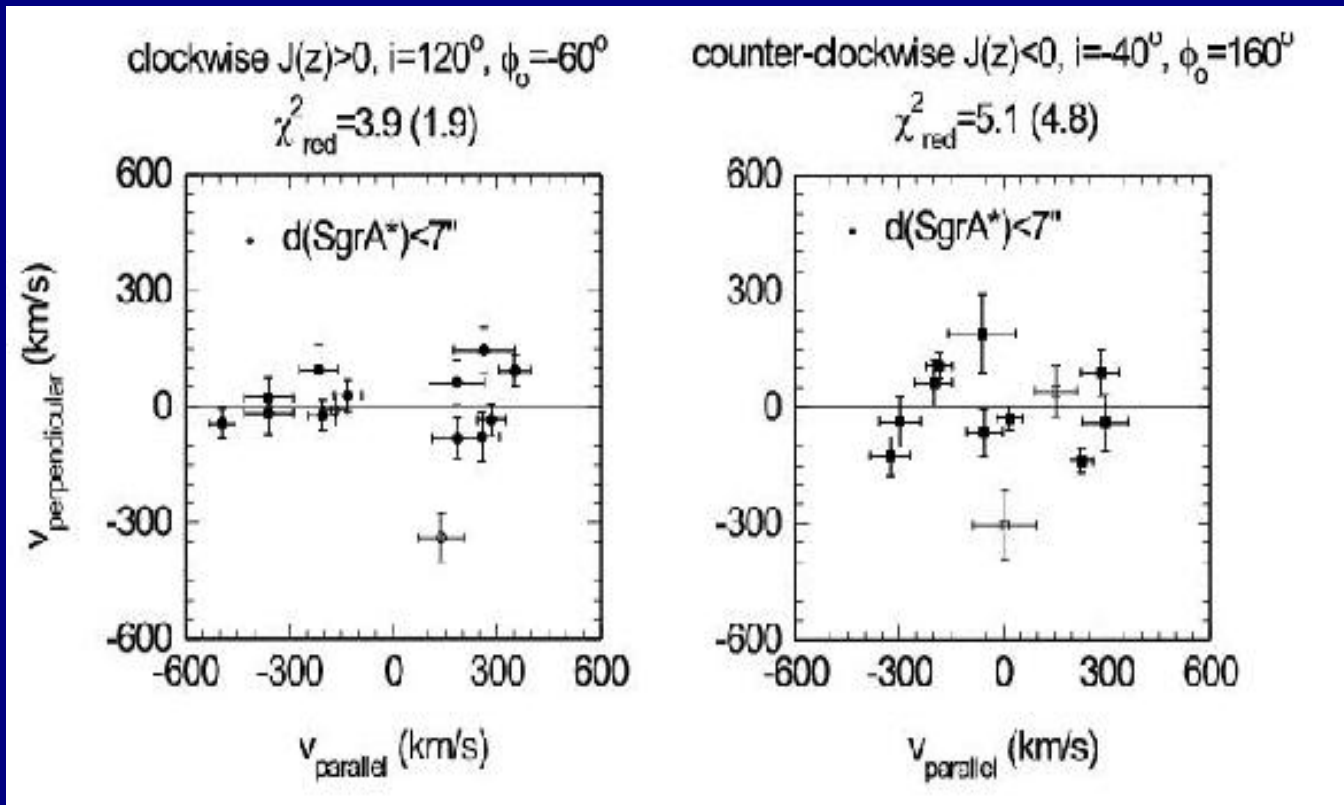 clockwise J(z)>0, i=120°, ϕₒ=-60°
χ²red=3.9 (1.9)
600
300
0
-300
-600
d(SgrA*)<7"
-600 -300 0 300 600
vperpendicular (km/s)
vparallel (km/s)
counter-clockwise J(z)<0, i=-40°, ϕₒ=160°
χ²red=5.1 (4.8)
600
300
0
-300
-600
d(SgrA*)<7"
-600 -300 0 300 600
vparallel (km/s)